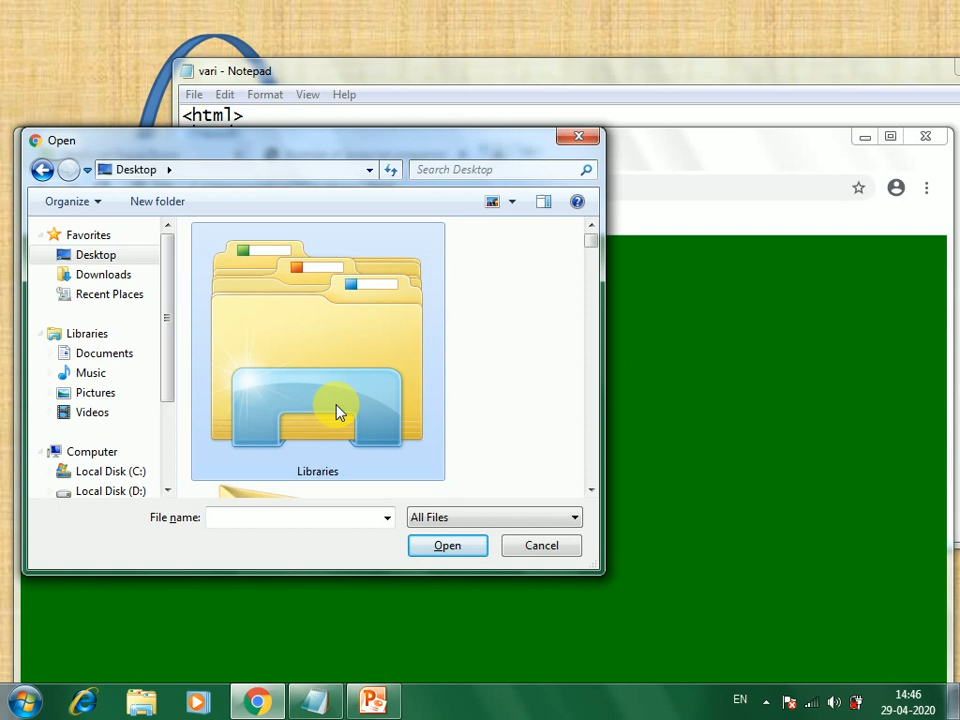 vari - Notepad
File Edit Format View Help
<html>
Open
Desktop
Search Desktop
Organize
New folder
Favorites
Desktop
Downloads
Recent Places
Libraries
Documents
Music
Pictures
Videos
Computer
Local Disk (C:)
Local Disk (D:)
Libraries
File name:
All Files
Open
Cancel
EN
14:46
29-04-2020